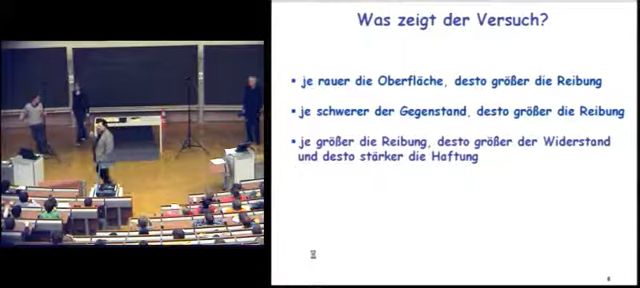 Was zeigt der Versuch?
▪ je rauer die Oberfläche, desto größer die Reibung
▪ je schwerer der Gegenstand, desto größer die Reibung
▪ je größer die Reibung, desto größer der Widerstand
und desto stärker die Haftung